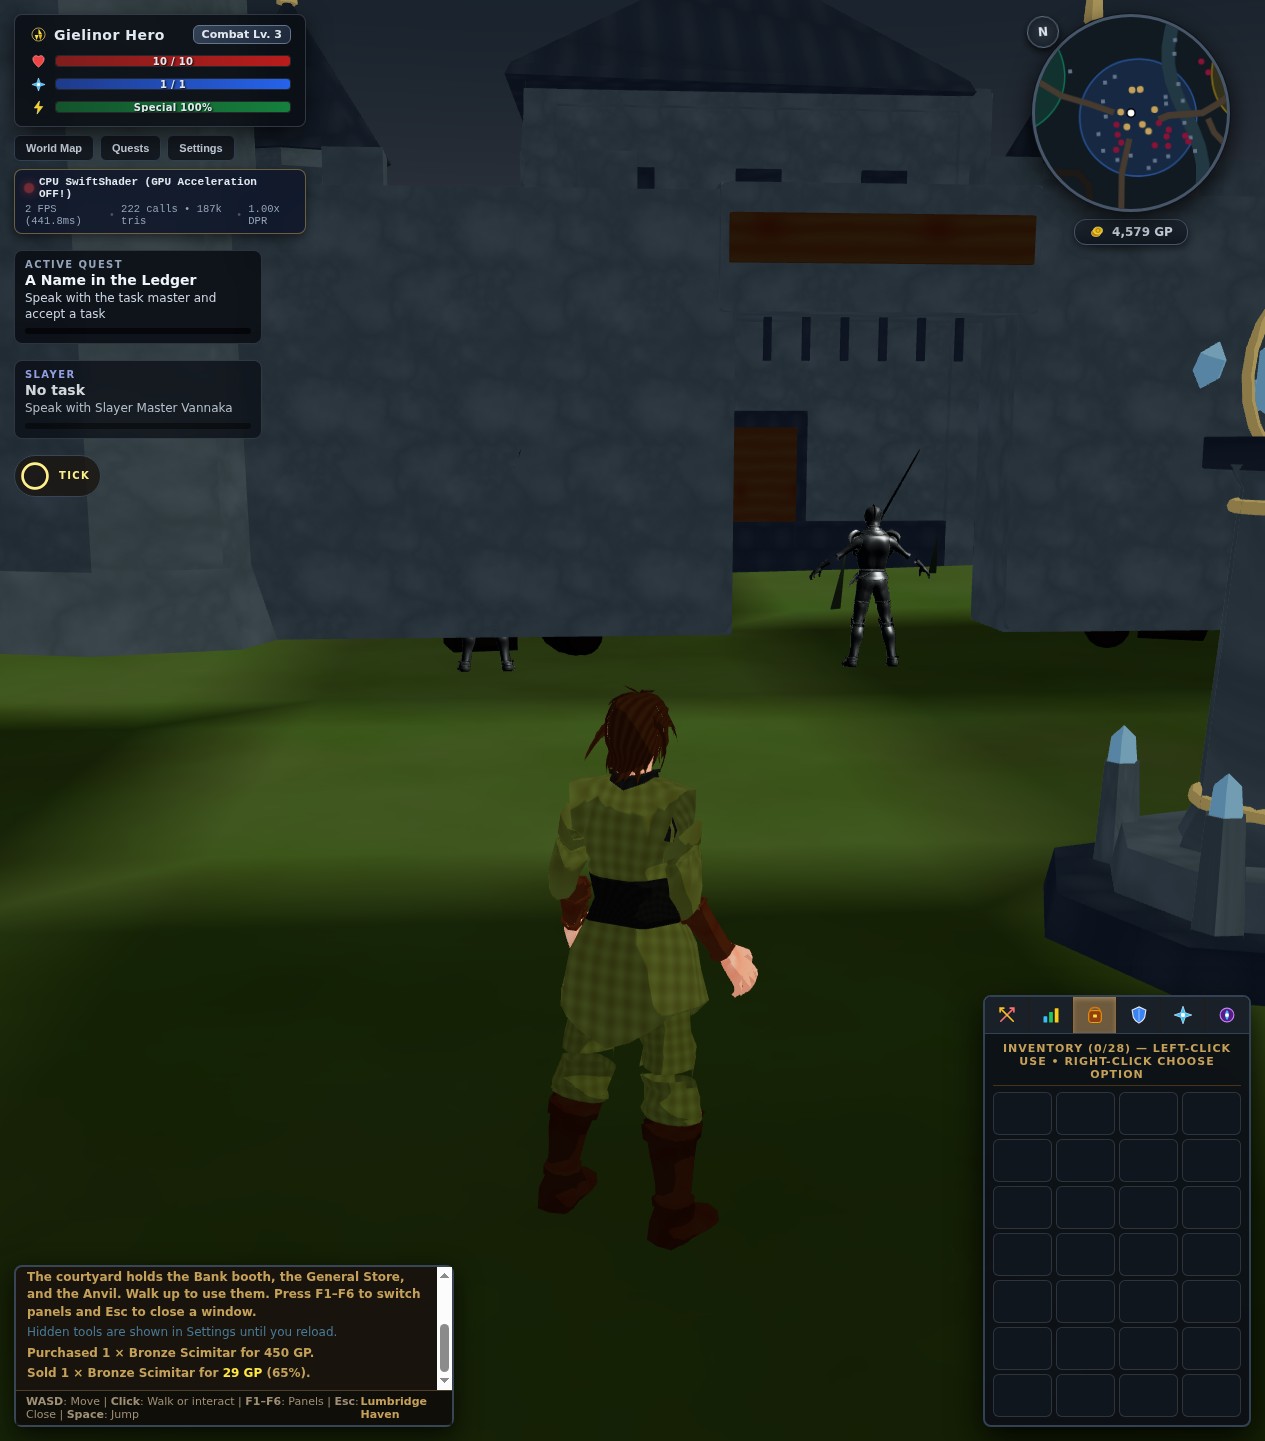 Gielinor Hero
Combat Lv. 3
10 / 10
1 / 1
Special 100%
World Map
Quests
Settings
CPU SwiftShader (GPU Acceleration
OFF!)
2 FPS
(441.8ms)
•
222 calls • 187k
tris
•
1.00x
DPR
ACTIVE QUEST
A Name in the Ledger
Speak with the task master and
accept a task
SLAYER
No task
Speak with Slayer Master Vannaka
TICK
N
4,579 GP
INVENTORY (0/28) — LEFT-CLICK
USE • RIGHT-CLICK CHOOSE
OPTION
The courtyard holds the Bank booth, the General Store,
and the Anvil. Walk up to use them. Press F1–F6 to switch
panels and Esc to close a window.
Hidden tools are shown in Settings until you reload.
Purchased 1 × Bronze Scimitar for 450 GP.
Sold 1 × Bronze Scimitar for 29 GP (65%).
WASD: Move | Click: Walk or interact | F1–F6: Panels | Esc:
Close | Space: Jump
Lumbridge
Haven